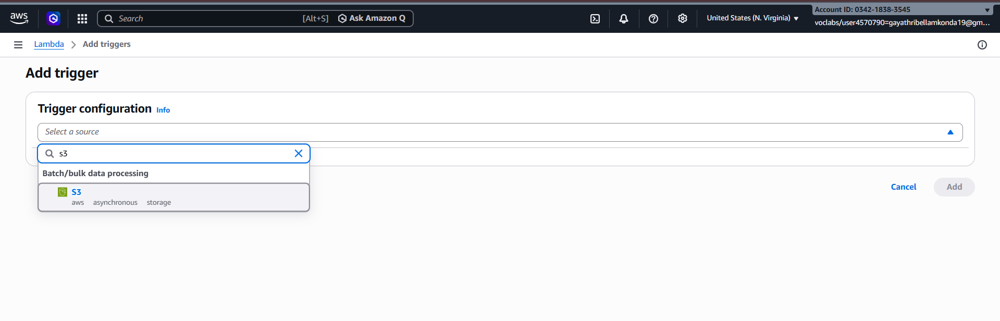 aws
Search [Alt+S] Ask Amazon Q
United States (N. Virginia)
Account ID: 0342-1838-3545
voclabs/user4570790=gayathribellamkonda19@gm...
Lambda Add triggers
Add trigger
Trigger configuration Info
Select a source
s3
Batch/bulk data processing
S3
aws asynchronous storage
Cancel Add